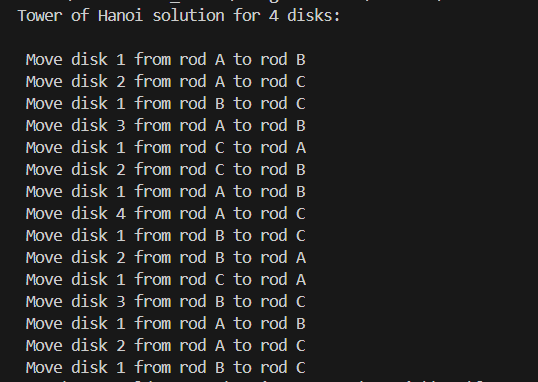 Tower of Hanoi solution for 4 disks:
Move disk 1 from rod A to rod B
Move disk 2 from rod A to rod C
Move disk 1 from rod B to rod C
Move disk 3 from rod A to rod B
Move disk 1 from rod C to rod A
Move disk 2 from rod C to rod B
Move disk 1 from rod A to rod B
Move disk 4 from rod A to rod C
Move disk 1 from rod B to rod C
Move disk 2 from rod B to rod A
Move disk 1 from rod C to rod A
Move disk 3 from rod B to rod C
Move disk 1 from rod A to rod B
Move disk 2 from rod A to rod C
Move disk 1 from rod B to rod C